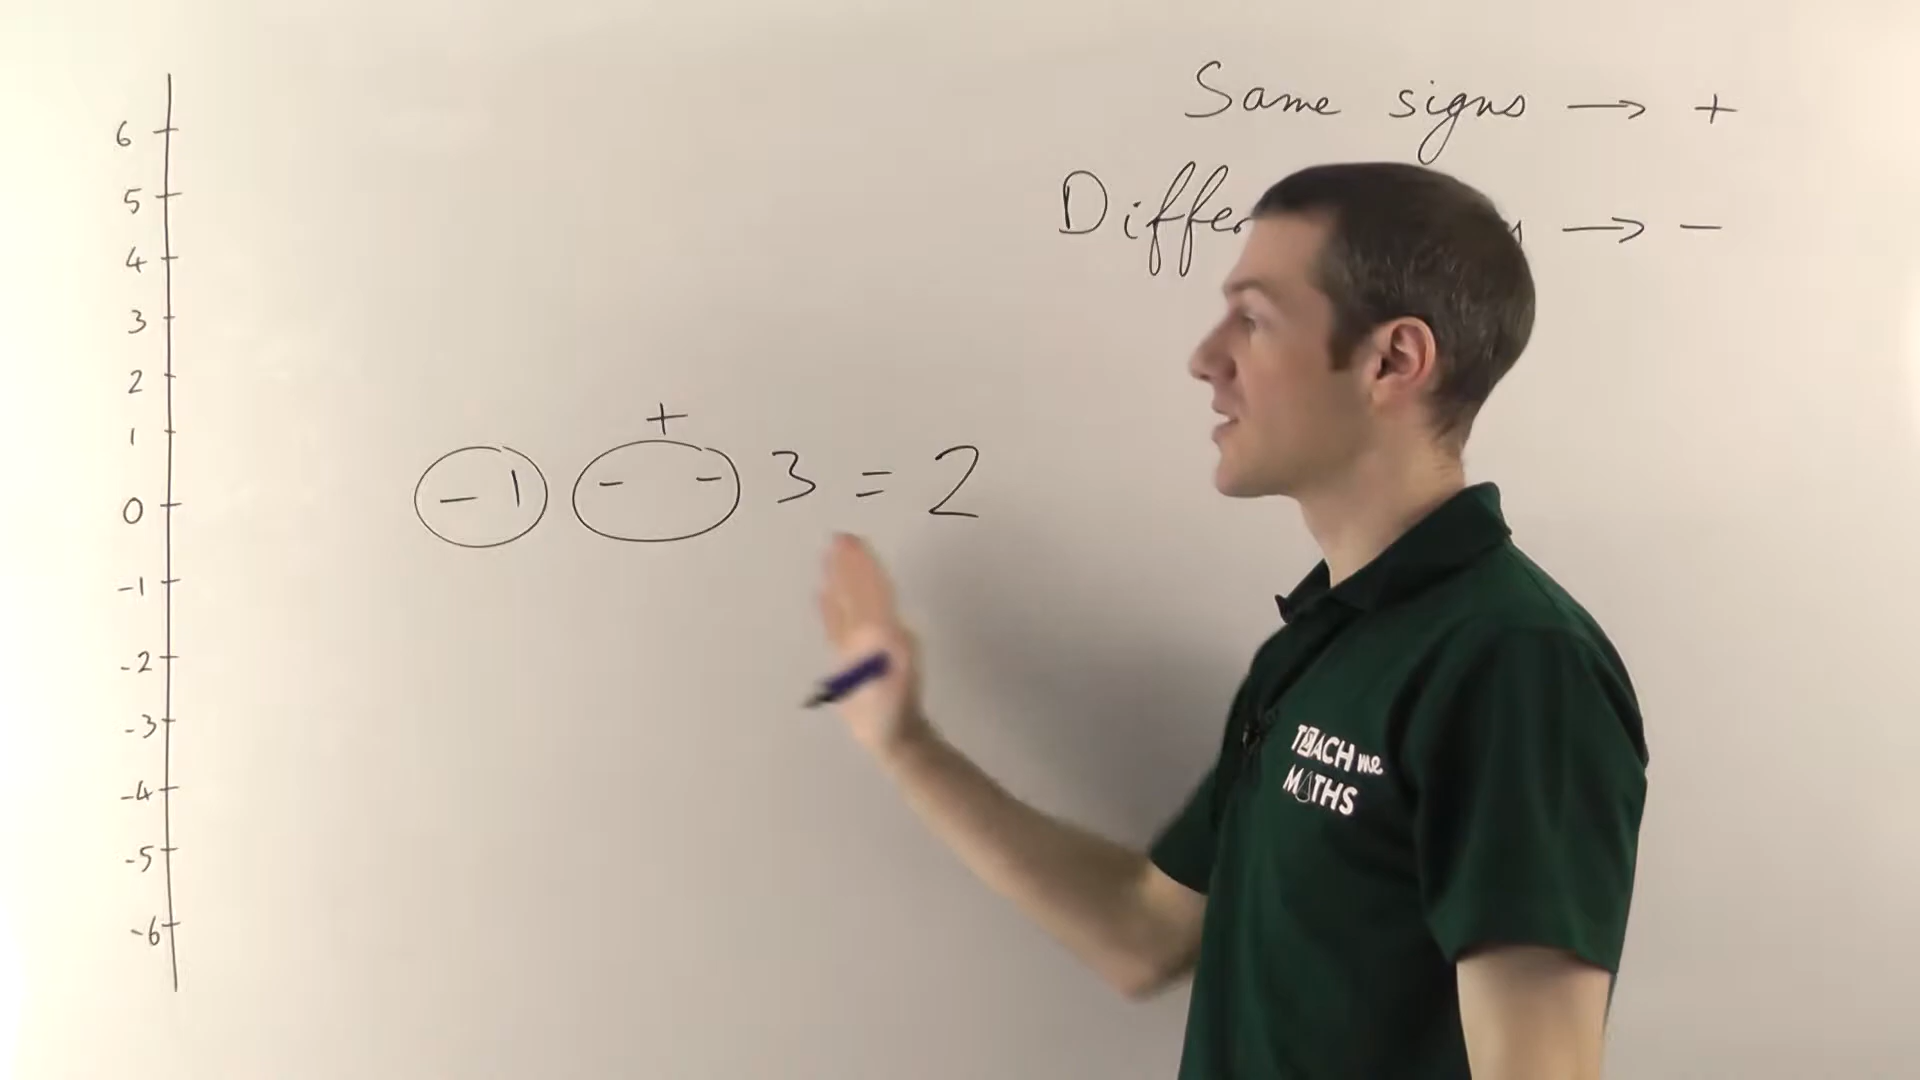 Same signs → +
Differ → -
6
5
4
3
2
1
0
-1
-2
-3
-4
-5
-6
+
-1 - - 3 = 2
TEACH me
MATHS